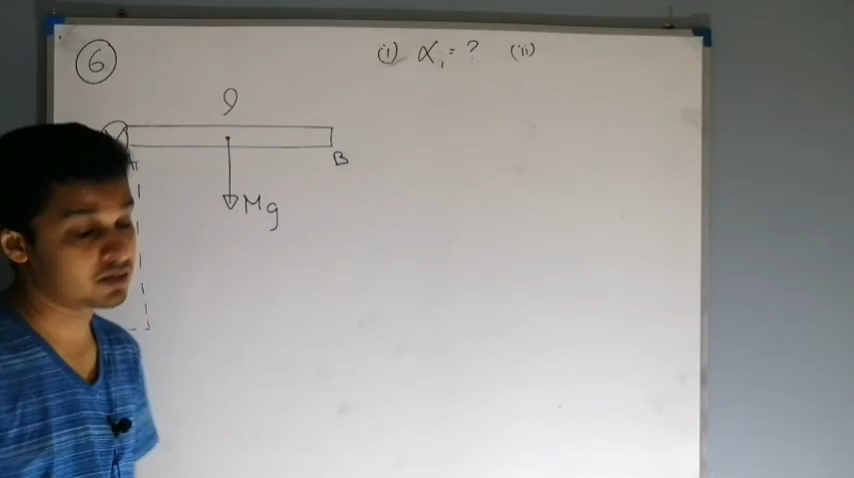 6
(i) α₁ = ? (ii)
l
B
Mg